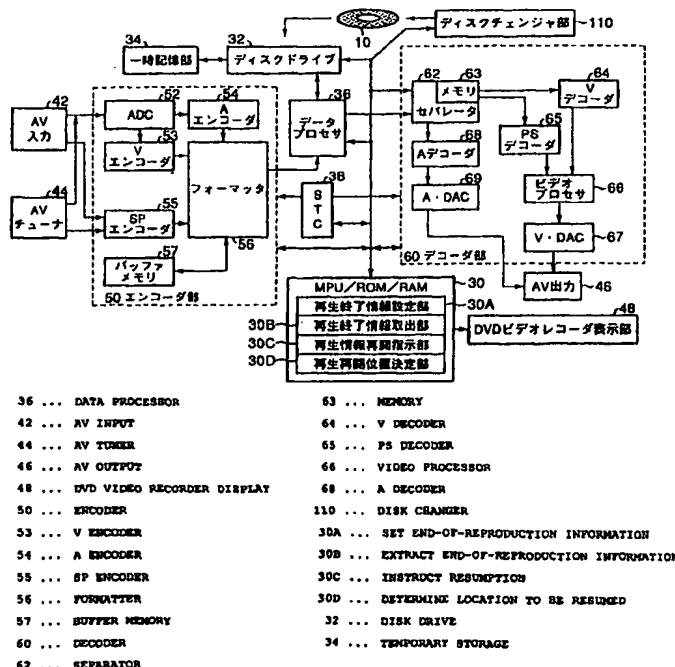 34
一時記憶部
32
ディスクドライブ
10
ディスクチェンジャ部
110
42
AV
入力
44
AV
チューナ
52
ADC
54
A
エンコーダ
53
V
エンコーダ
55
SP
エンコーダ
57
バッファ
メモリ
フォーマッタ
56
50 エンコーダ部
36
データ
プロセサ
38
STC
62
63
メモリ
セパレータ
64
V
デコーダ
65
PS
デコーダ
68
Aデコーダ
69
A・DAC
ビデオ
プロセサ
66
V・DAC
67
60 デコーダ部
AV出力
46
MPU/ROM/RAM
30
再生終了情報設定部
30A
30B
再生終了情報取出部
30C
再生情報再開指示部
30D
再生再開位置決定部
48
DVDビデオレコーダ表示部
36 ... DATA PROCESSOR
42 ... AV INPUT
44 ... AV TUNER
46 ... AV OUTPUT
48 ... DVD VIDEO RECORDER DISPLAY
50 ... ENCODER
53 ... V ENCODER
54 ... A ENCODER
55 ... SP ENCODER
56 ... FORMATTER
57 ... BUFFER MEMORY
60 ... DECODER
62 ... SEPARATOR
63 ... MEMORY
64 ... V DECODER
65 ... PS DECODER
66 ... VIDEO PROCESSOR
68 ... A DECODER
110 ... DISK CHANGER
30A ... SET END-OF-REPRODUCTION INFORMATION
30B ... EXTRACT END-OF-REPRODUCTION INFORMATION
30C ... INSTRUCT RESUMPTION
30D ... DETERMINE LOCATION TO BE RESUMED
32 ... DISK DRIVE
34 ... TEMPORARY STORAGE